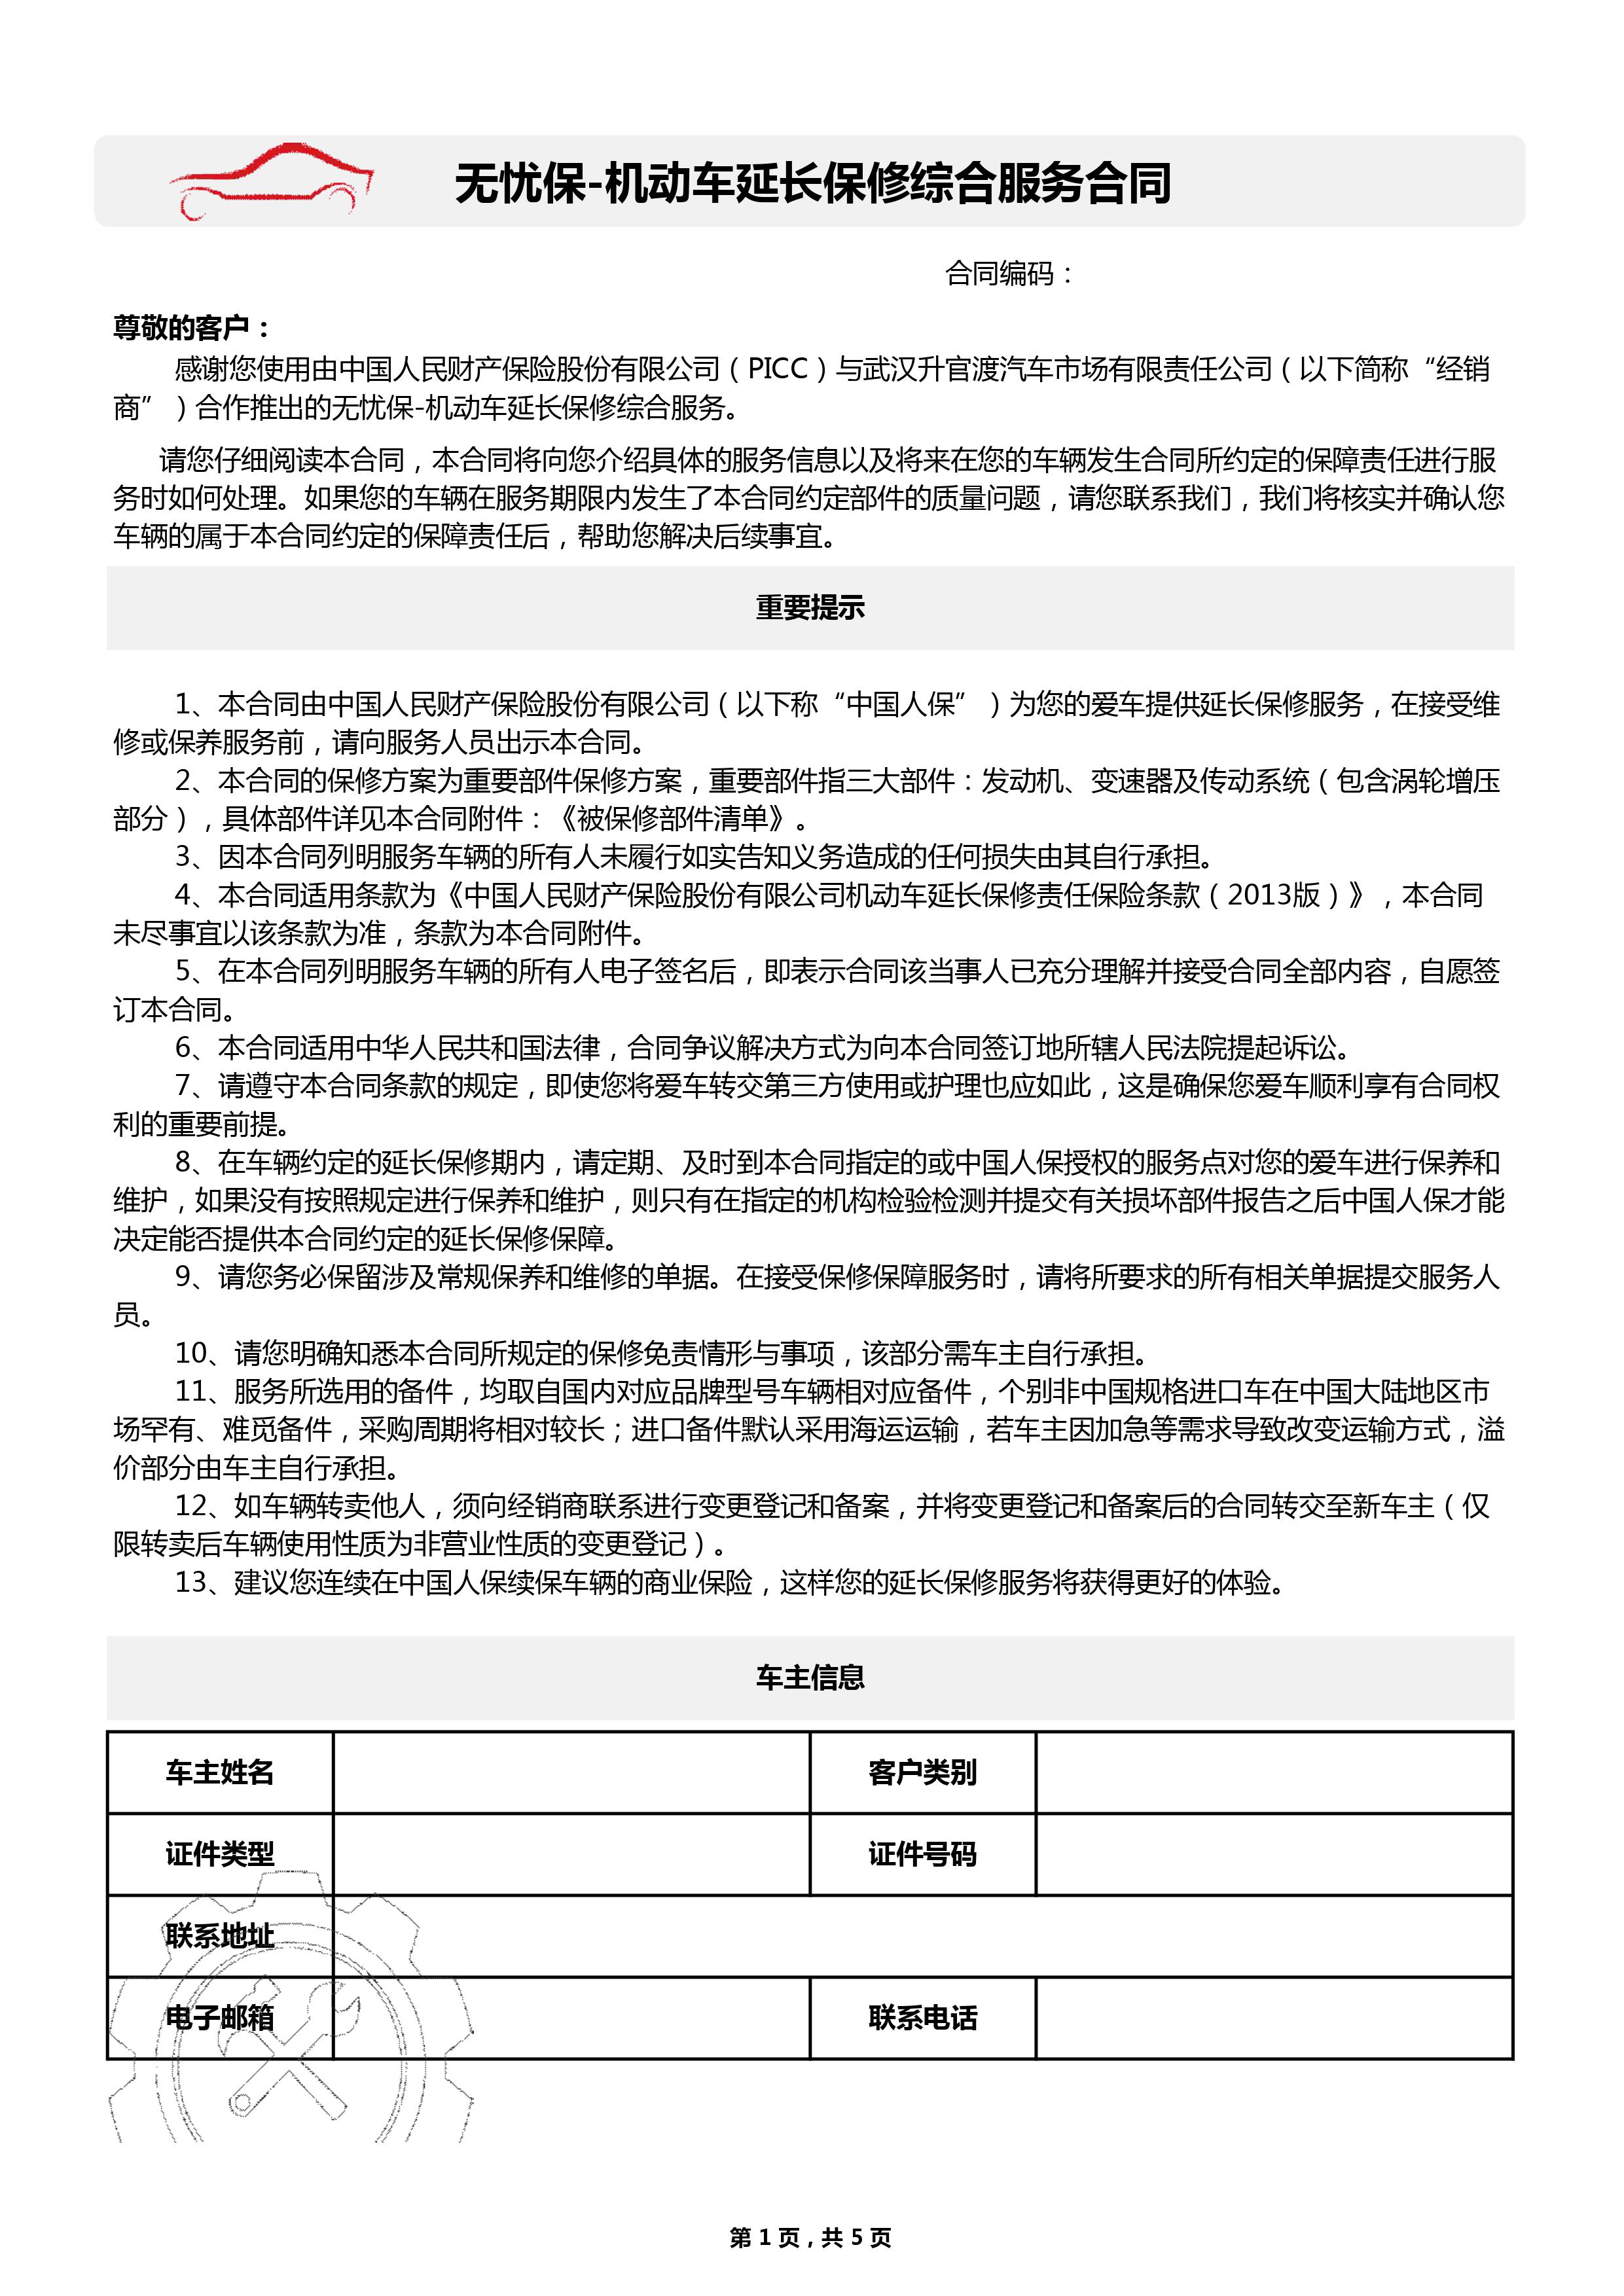 无忧保-机动车延长保修综合服务合同
合同编码：
尊敬的客户：
感谢您使用由中国人民财产保险股份有限公司（PICC）与武汉升官渡汽车市场有限责任公司（以下简称“经销
商”）合作推出的无忧保-机动车延长保修综合服务。
请您仔细阅读本合同，本合同将向您介绍具体的服务信息以及将来在您的车辆发生合同所约定的保障责任进行服
务时如何处理。如果您的车辆在服务期限内发生了本合同约定部件的质量问题，请您联系我们，我们将核实并确认您
车辆的属于本合同约定的保障责任后，帮助您解决后续事宜。
重要提示
1、本合同由中国人民财产保险股份有限公司（以下称“中国人保”）为您的爱车提供延长保修服务，在接受维
修或保养服务前，请向服务人员出示本合同。
2、本合同的保修方案为重要部件保修方案，重要部件指三大部件：发动机、变速器及传动系统（包含涡轮增压
部分），具体部件详见本合同附件：《被保修部件清单》。
3、因本合同列明服务车辆的所有人未履行如实告知义务造成的任何损失由其自行承担。
4、本合同适用条款为《中国人民财产保险股份有限公司机动车延长保修责任保险条款（2013版）》，本合同
未尽事宜以该条款为准，条款为本合同附件。
5、在本合同列明服务车辆的所有人电子签名后，即表示合同该当事人已充分理解并接受合同全部内容，自愿签
订本合同。
6、本合同适用中华人民共和国法律，合同争议解决方式为向本合同签订地所辖人民法院提起诉讼。
7、请遵守本合同条款的规定，即使您将爱车转交第三方使用或护理也应如此，这是确保您爱车顺利享有合同权
利的重要前提。
8、在车辆约定的延长保修期内，请定期、及时到本合同指定的或中国人保授权的服务点对您的爱车进行保养和
维护，如果没有按照规定进行保养和维护，则只有在指定的机构检验检测并提交有关损坏部件报告之后中国人保才能
决定能否提供本合同约定的延长保修保障。
9、请您务必保留涉及常规保养和维修的单据。在接受保修保障服务时，请将所要求的所有相关单据提交服务人
员。
10、请您明确知悉本合同所规定的保修免责情形与事项，该部分需车主自行承担。
11、服务所选用的备件，均取自国内对应品牌型号车辆相对应备件，个别非中国规格进口车在中国大陆地区市
场罕有、难觅备件，采购周期将相对较长；进口备件默认采用海运运输，若车主因加急等需求导致改变运输方式，溢
价部分由车主自行承担。
12、如车辆转卖他人，须向经销商联系进行变更登记和备案，并将变更登记和备案后的合同转交至新车主（仅
限转卖后车辆使用性质为非营业性质的变更登记）。
13、建议您连续在中国人保续保车辆的商业保险，这样您的延长保修服务将获得更好的体验。
车主信息
车主姓名 客户类别
证件类型 证件号码
联系地址
电子邮箱 联系电话
第 1 页，共 5 页